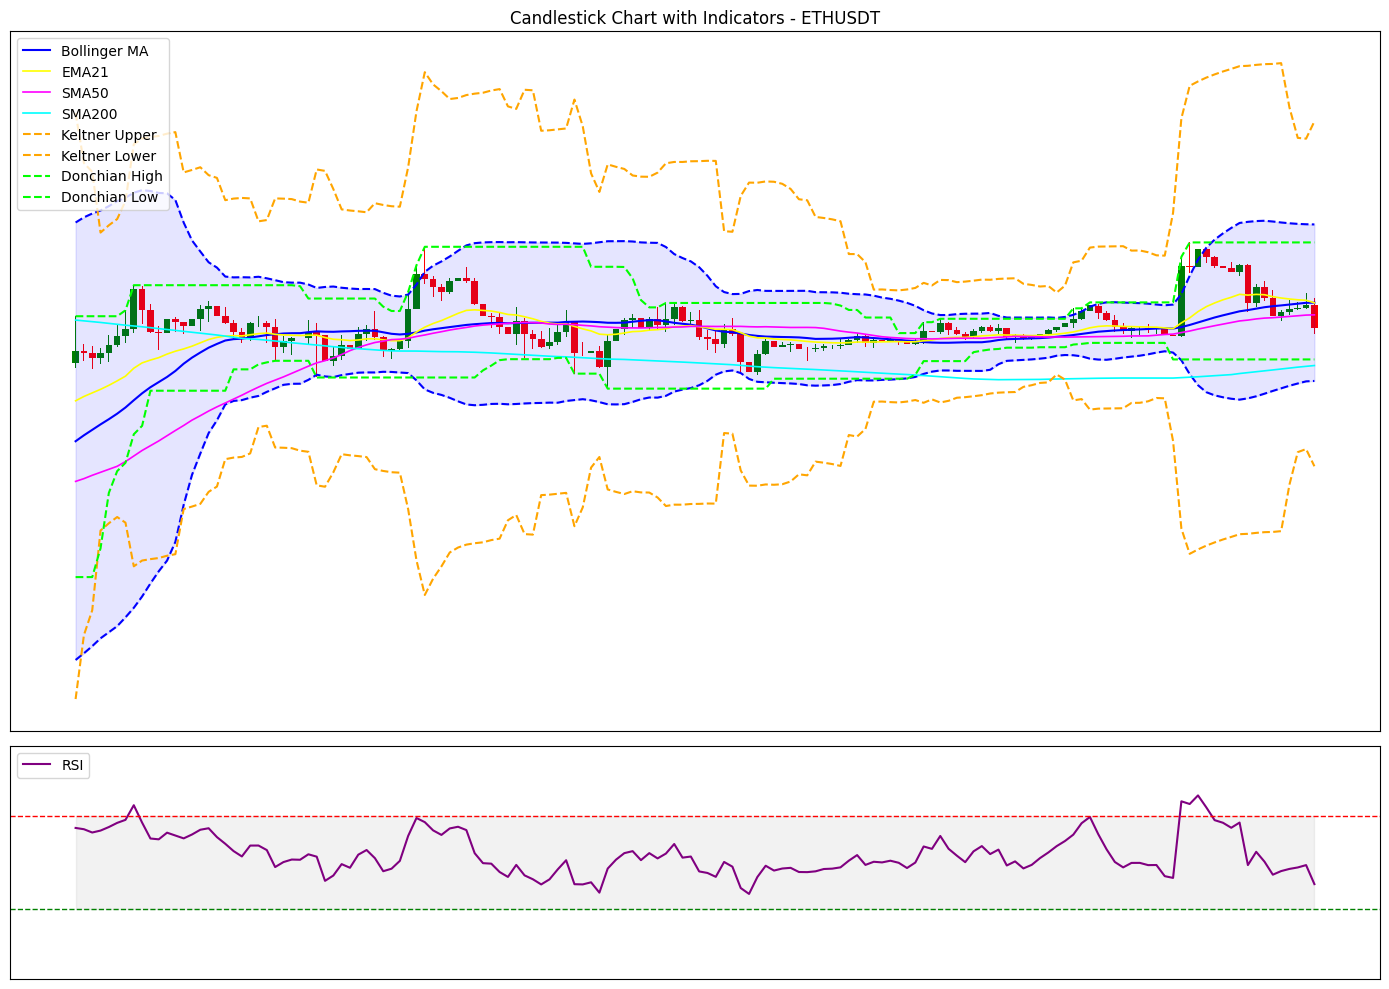 Candlestick Chart with Indicators - ETHUSDT
Bollinger MA
EMA21
SMA50
SMA200
Keltner Upper
Keltner Lower
Donchian High
Donchian Low
RSI